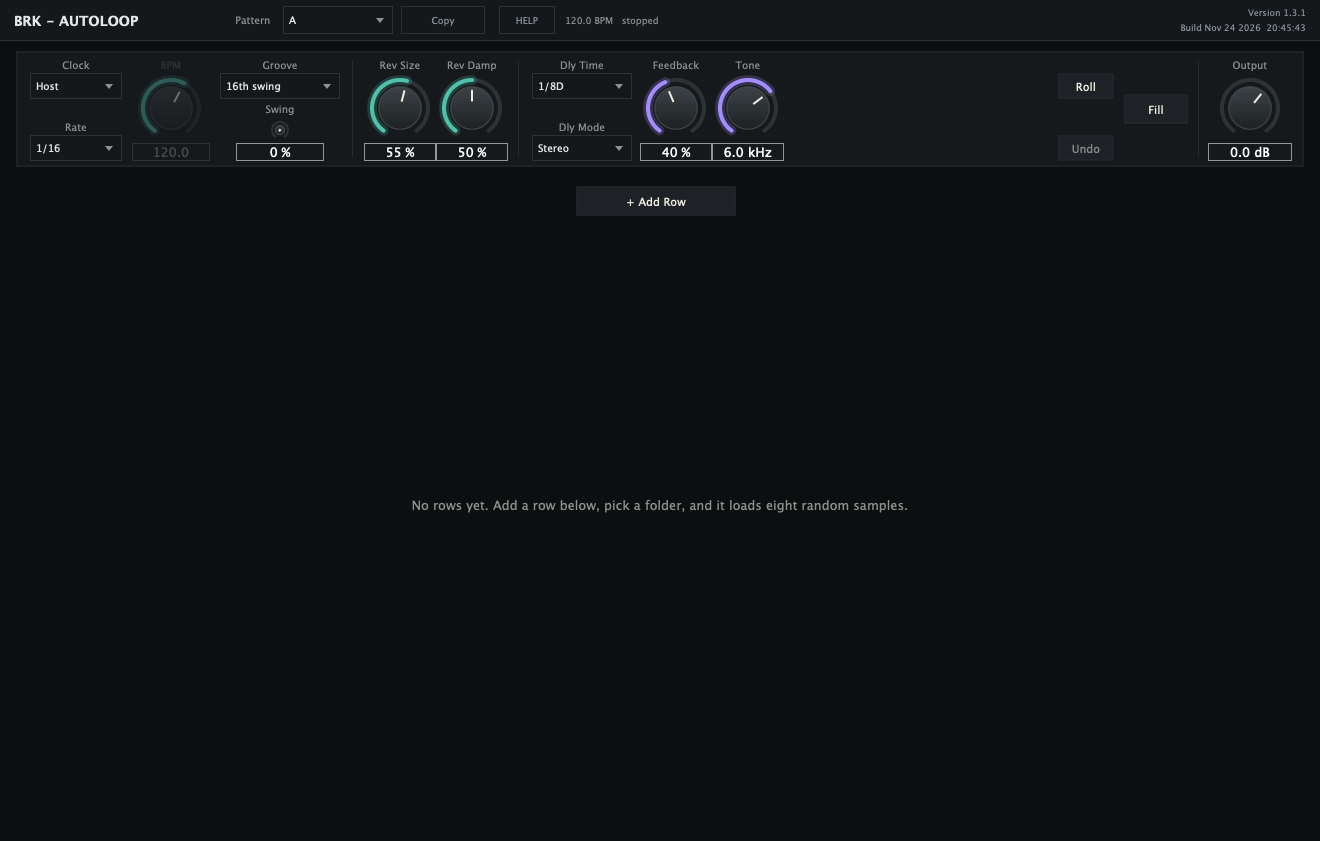 BRK - AUTOLOOP
Pattern
A
Copy
HELP
120.0 BPM stopped
Version 1.3.1
Build Nov 24 2026 20:45:43
Clock
Host
Rate
1/16
BPM
120.0
Groove
16th swing
Swing
0 %
Rev Size
55 %
Rev Damp
50 %
Dly Time
1/8D
Dly Mode
Stereo
Feedback
40 %
Tone
6.0 kHz
Roll
Fill
Undo
Output
0.0 dB
+ Add Row
No rows yet. Add a row below, pick a folder, and it loads eight random samples.